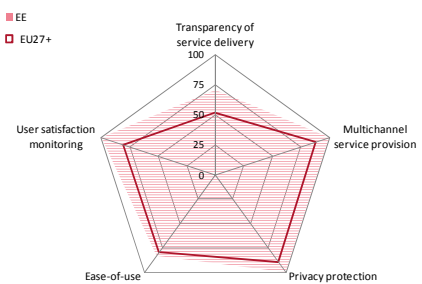 EE
EU27+
Transparency of
service delivery
100
75
50
25
0
User satisfaction
monitoring
Multichannel
service provision
Ease-of-use
Privacy protection